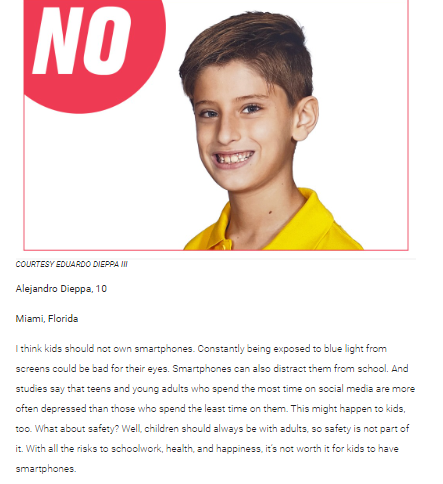 NO
COURTESY EDUARDO DIEPPA III
Alejandro Dieppa, 10
Miami, Florida
I think kids should not own smartphones. Constantly being exposed to blue light from
screens could be bad for their eyes. Smartphones can also distract them from school. And
studies say that teens and young adults who spend the most time on social media are more
often depressed than those who spend the least time on them. This might happen to kids,
too. What about safety? Well, children should always be with adults, so safety is not part of
it. With all the risks to schoolwork, health, and happiness, it's not worth it for kids to have
smartphones.